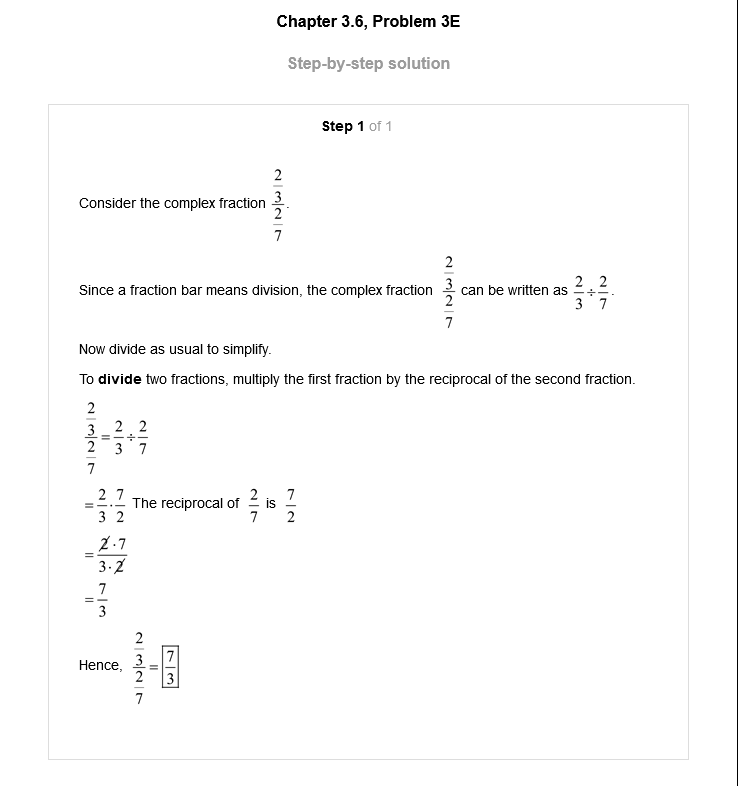 Chapter 3.6, Problem 3E
Step-by-step solution
Step 1 of 1
Consider the complex fraction \frac{\frac{2}{3}}{\frac{2}{7}}.
Since a fraction bar means division, the complex fraction \frac{\frac{2}{3}}{\frac{2}{7}} can be written as \frac{2}{3} ÷ \frac{2}{7}.
Now divide as usual to simplify.
To divide two fractions, multiply the first fraction by the reciprocal of the second fraction.
\frac{\frac{2}{3}}{\frac{2}{7}} = \frac{2}{3} ÷ \frac{2}{7}
= \frac{2}{3} · \frac{7}{2} The reciprocal of \frac{2}{7} is \frac{7}{2}
= \frac{\cancel{2} · 7}{3 · \cancel{2}}
= \frac{7}{3}
Hence, \frac{\frac{2}{3}}{\frac{2}{7}} = \boxed{\frac{7}{3}}